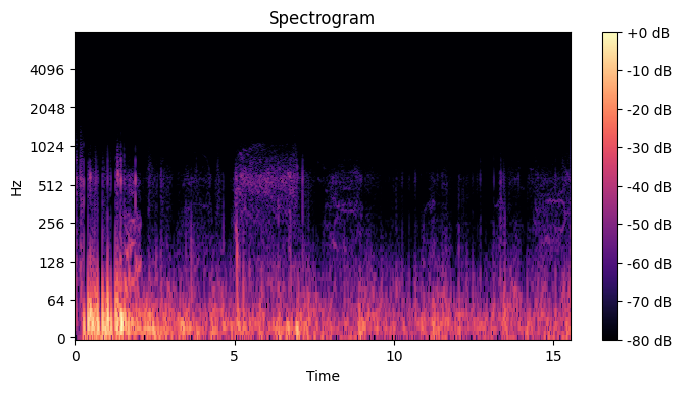 Spectrogram
+0 dB
4096
-10 dB
2048
-20 dB
1024
-30 dB
512
-40 dB
Hz
256
-50 dB
128
-60 dB
64
-70 dB
0
-80 dB
0 5 10 15
Time